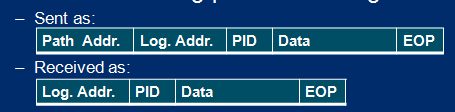 – Sent as:
Path Addr. Log. Addr. PID Data EOP
– Received as:
Log. Addr. PID Data EOP